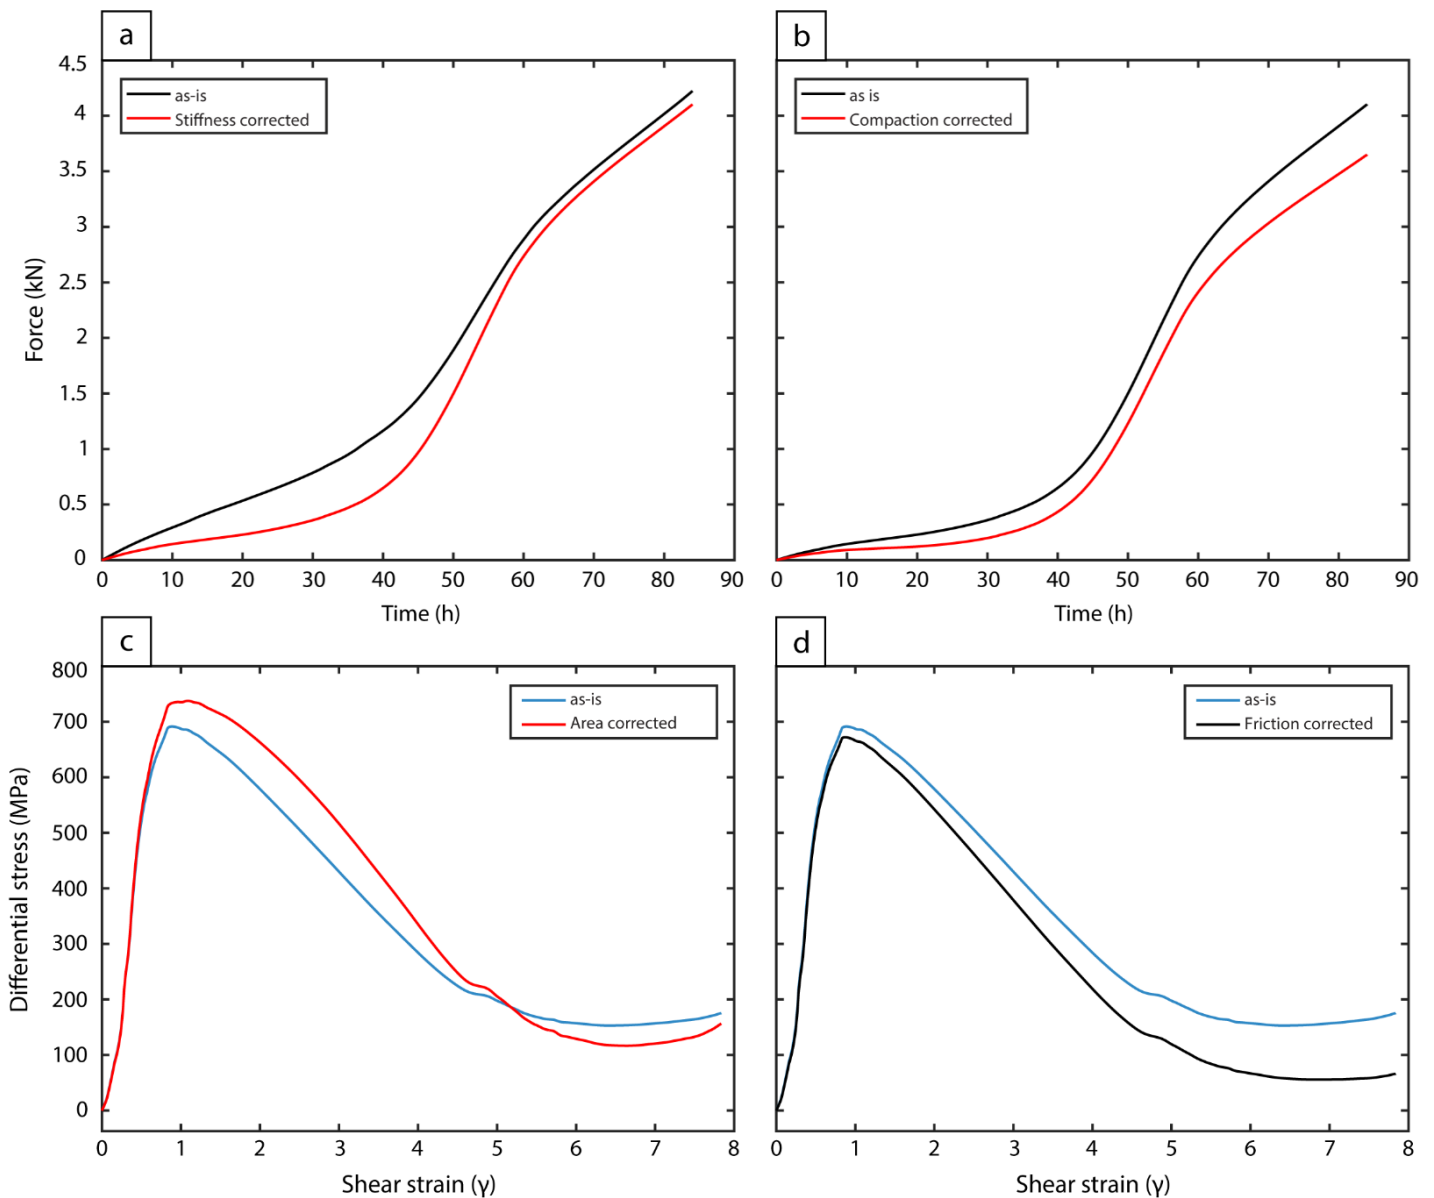 a
as-is
Stiffness corrected
4.5
4
3.5
3
2.5
2
1.5
1
0.5
0
Force (kN)
0 10 20 30 40 50 60 70 80 90
Time (h)
b
as is
Compaction corrected
0 10 20 30 40 50 60 70 80 90
Time (h)
c
as-is
Area corrected
800
700
600
500
400
300
200
100
0
Differential stress (MPa)
0 1 2 3 4 5 6 7 8
Shear strain (γ)
d
as-is
Friction corrected
0 1 2 3 4 5 6 7 8
Shear strain (γ)